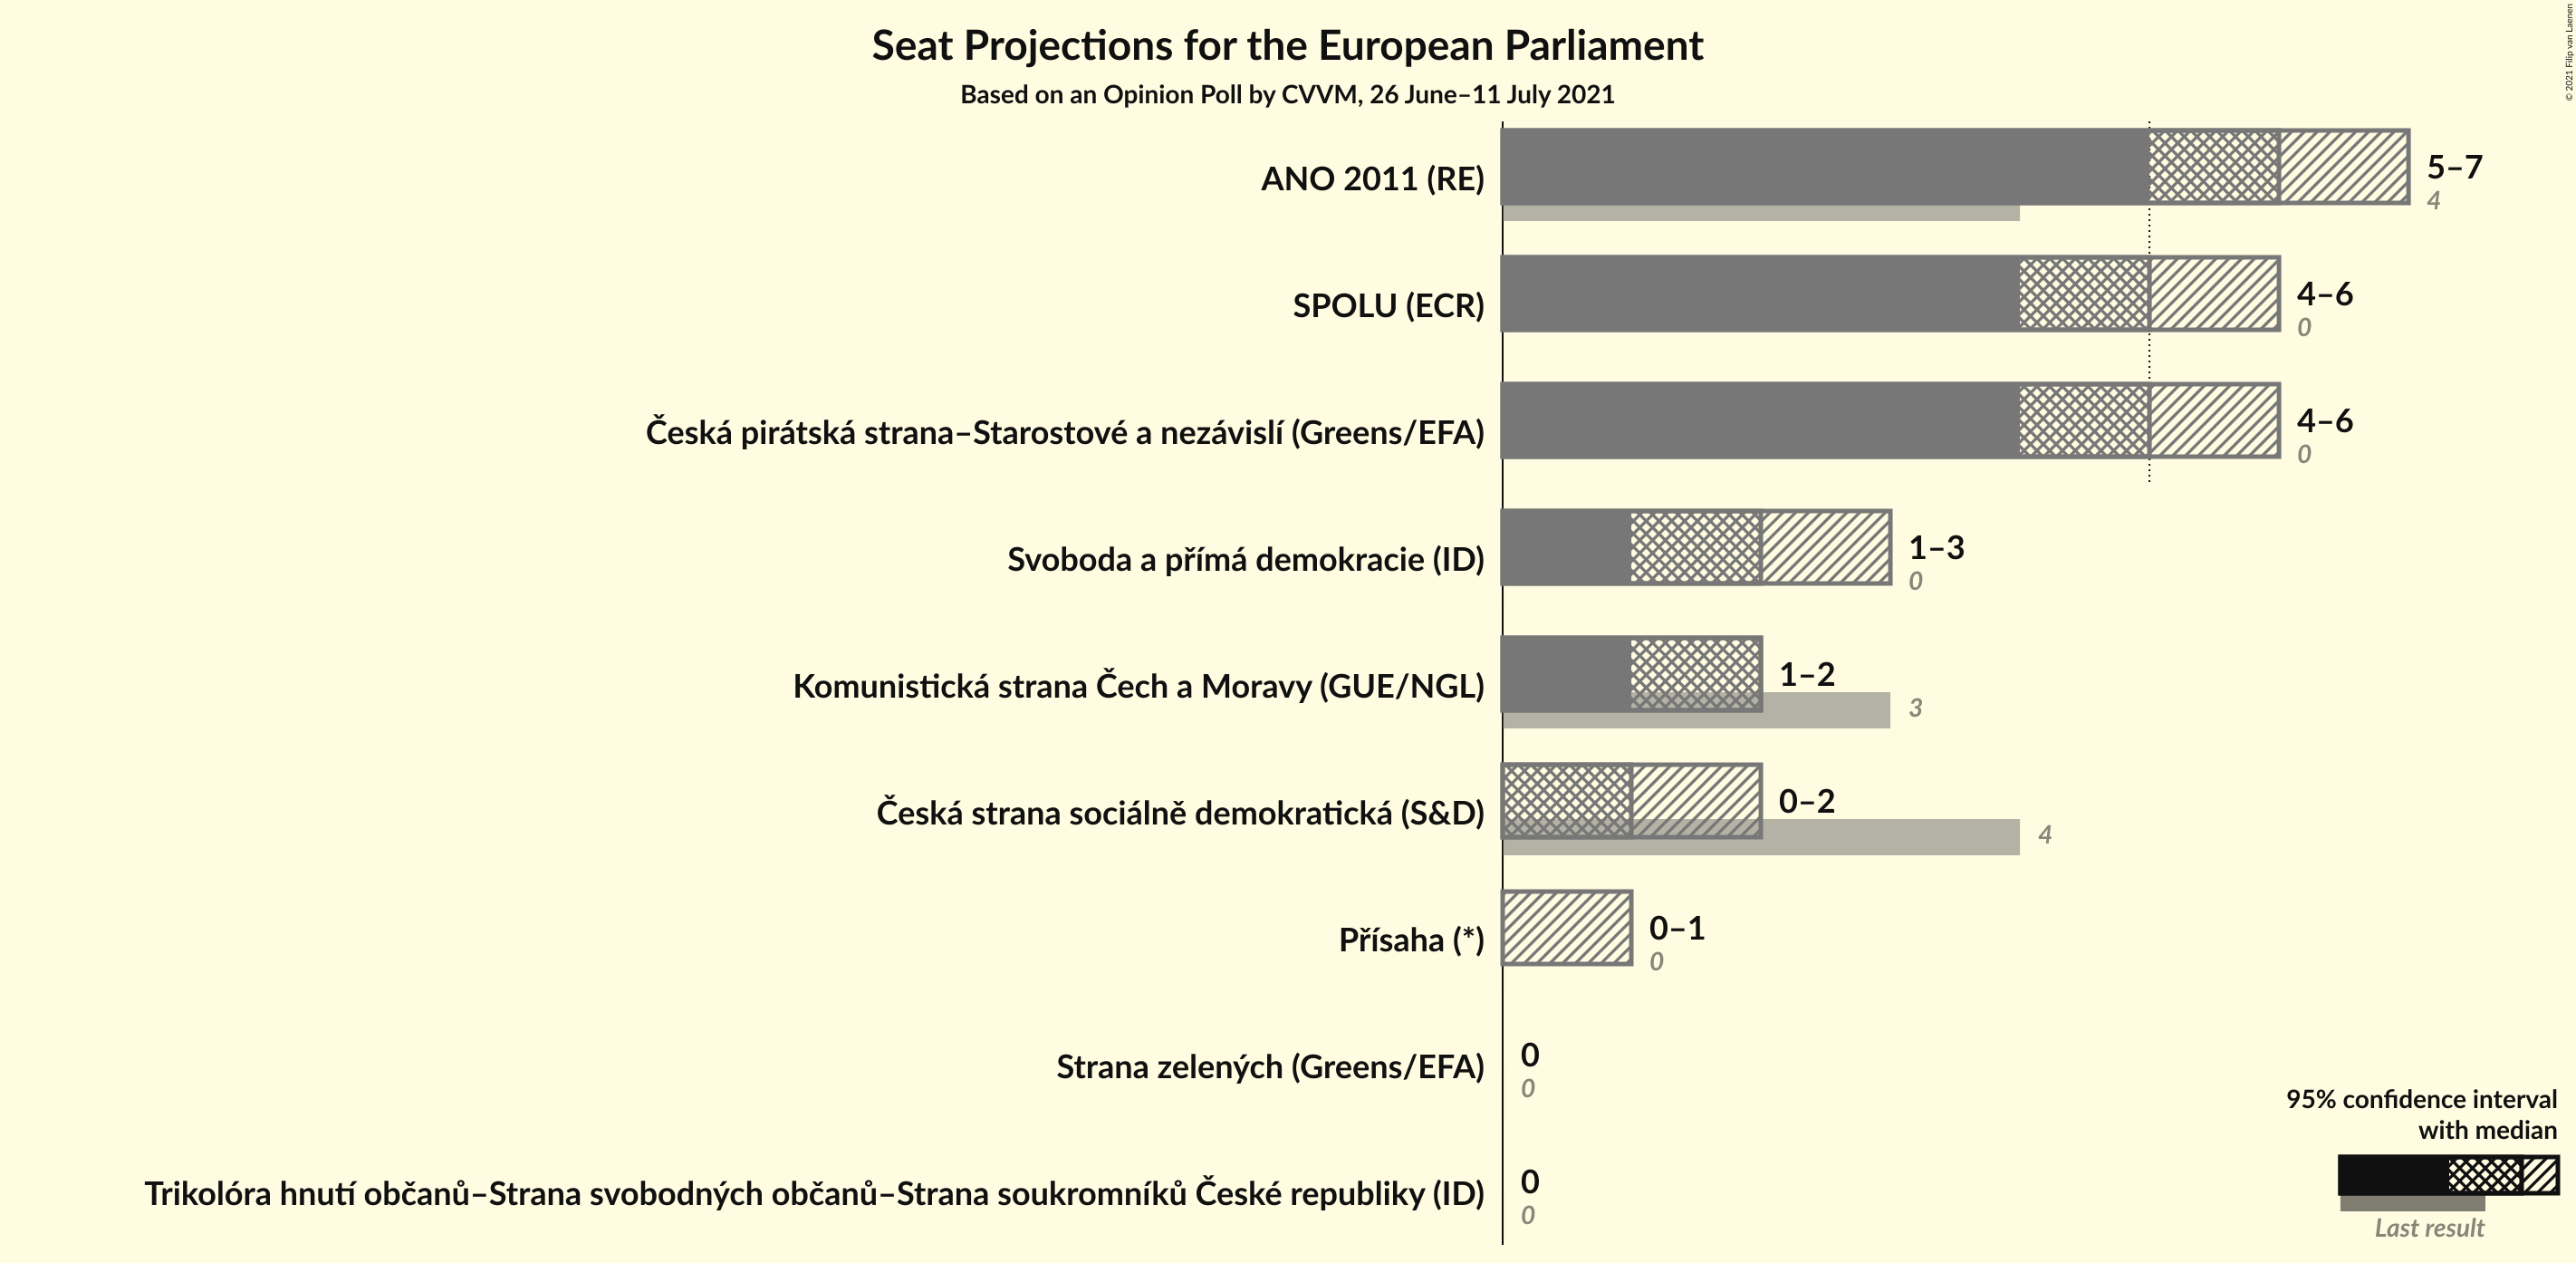 Seat Projections for the European Parliament
Based on an Opinion Poll by CVVM, 26 June–11 July 2021
© 2021 Filip van Laenen
ANO 2011 (RE)
5–7
4
SPOLU (ECR)
4–6
0
Česká pirátská strana–Starostové a nezávislí (Greens/EFA)
4–6
0
Svoboda a přímá demokracie (ID)
1–3
0
Komunistická strana Čech a Moravy (GUE/NGL)
1–2
3
Česká strana sociálně demokratická (S&D)
0–2
4
Přísaha (*)
0–1
0
Strana zelených (Greens/EFA)
0
0
Trikolóra hnutí občanů–Strana svobodných občanů–Strana soukromníků České republiky (ID)
0
0
95% confidence interval
with median
Last result